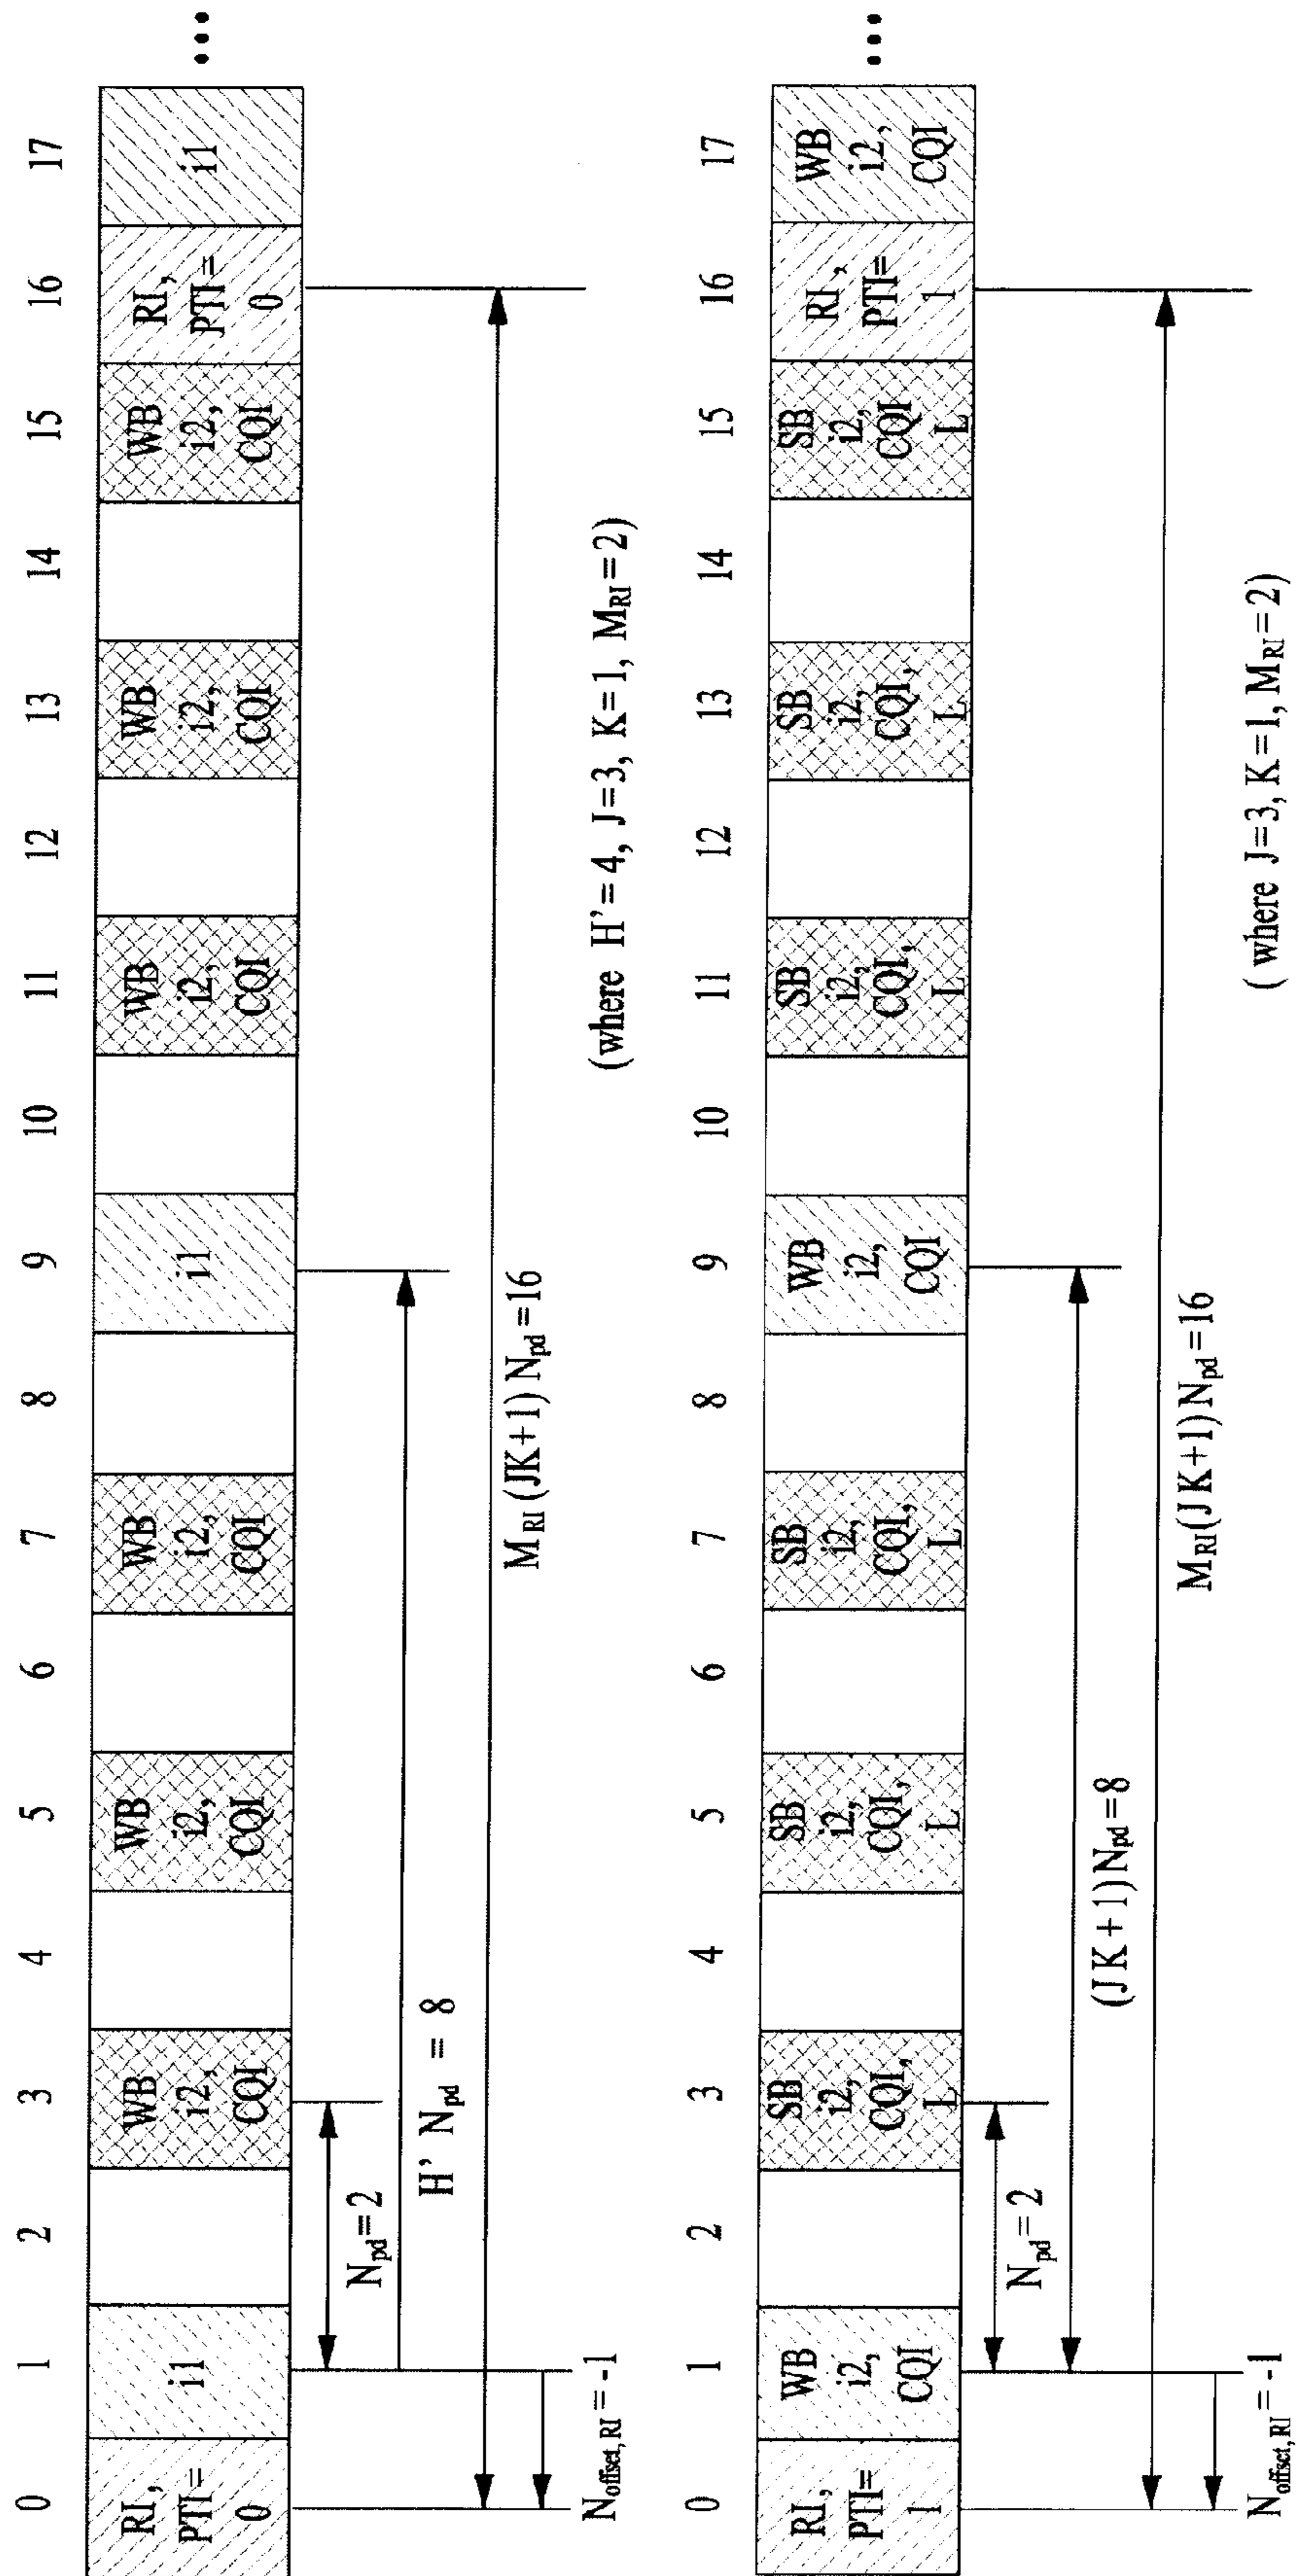 0 1 2 3 4 5 6 7 8 9 10 11 12 13 14 15 16 17
RI,
PTI=
0
i1
WB
i2,
CQI
WB
i2,
CQI
WB
i2,
CQI
i1
WB
i2,
CQI
WB
i2,
CQI
WB
i2,
CQI
RI,
PTI=
0
i1
•••
N_pd=2
H' N_pd = 8
M_RI (JK+1) N_pd=16
N_offset, RI = -1
(where H'=4, J=3, K=1, M_RI=2)
0 1 2 3 4 5 6 7 8 9 10 11 12 13 14 15 16 17
RI,
PTI=
1
WB
i2,
CQI
SB
i2,
CQI,
L
SB
i2,
CQI,
L
SB
i2,
CQI,
L
WB
i2,
CQI
SB
i2,
CQI,
L
SB
i2,
CQI,
L
SB
i2,
CQI
L
RI,
PTI=
1
WB
i2,
CQI
•••
N_pd=2
(JK+1)N_pd=8
M_RI(JK+1) N_pd=16
N_offset, RI = -1
( where J=3, K=1, M_RI=2)